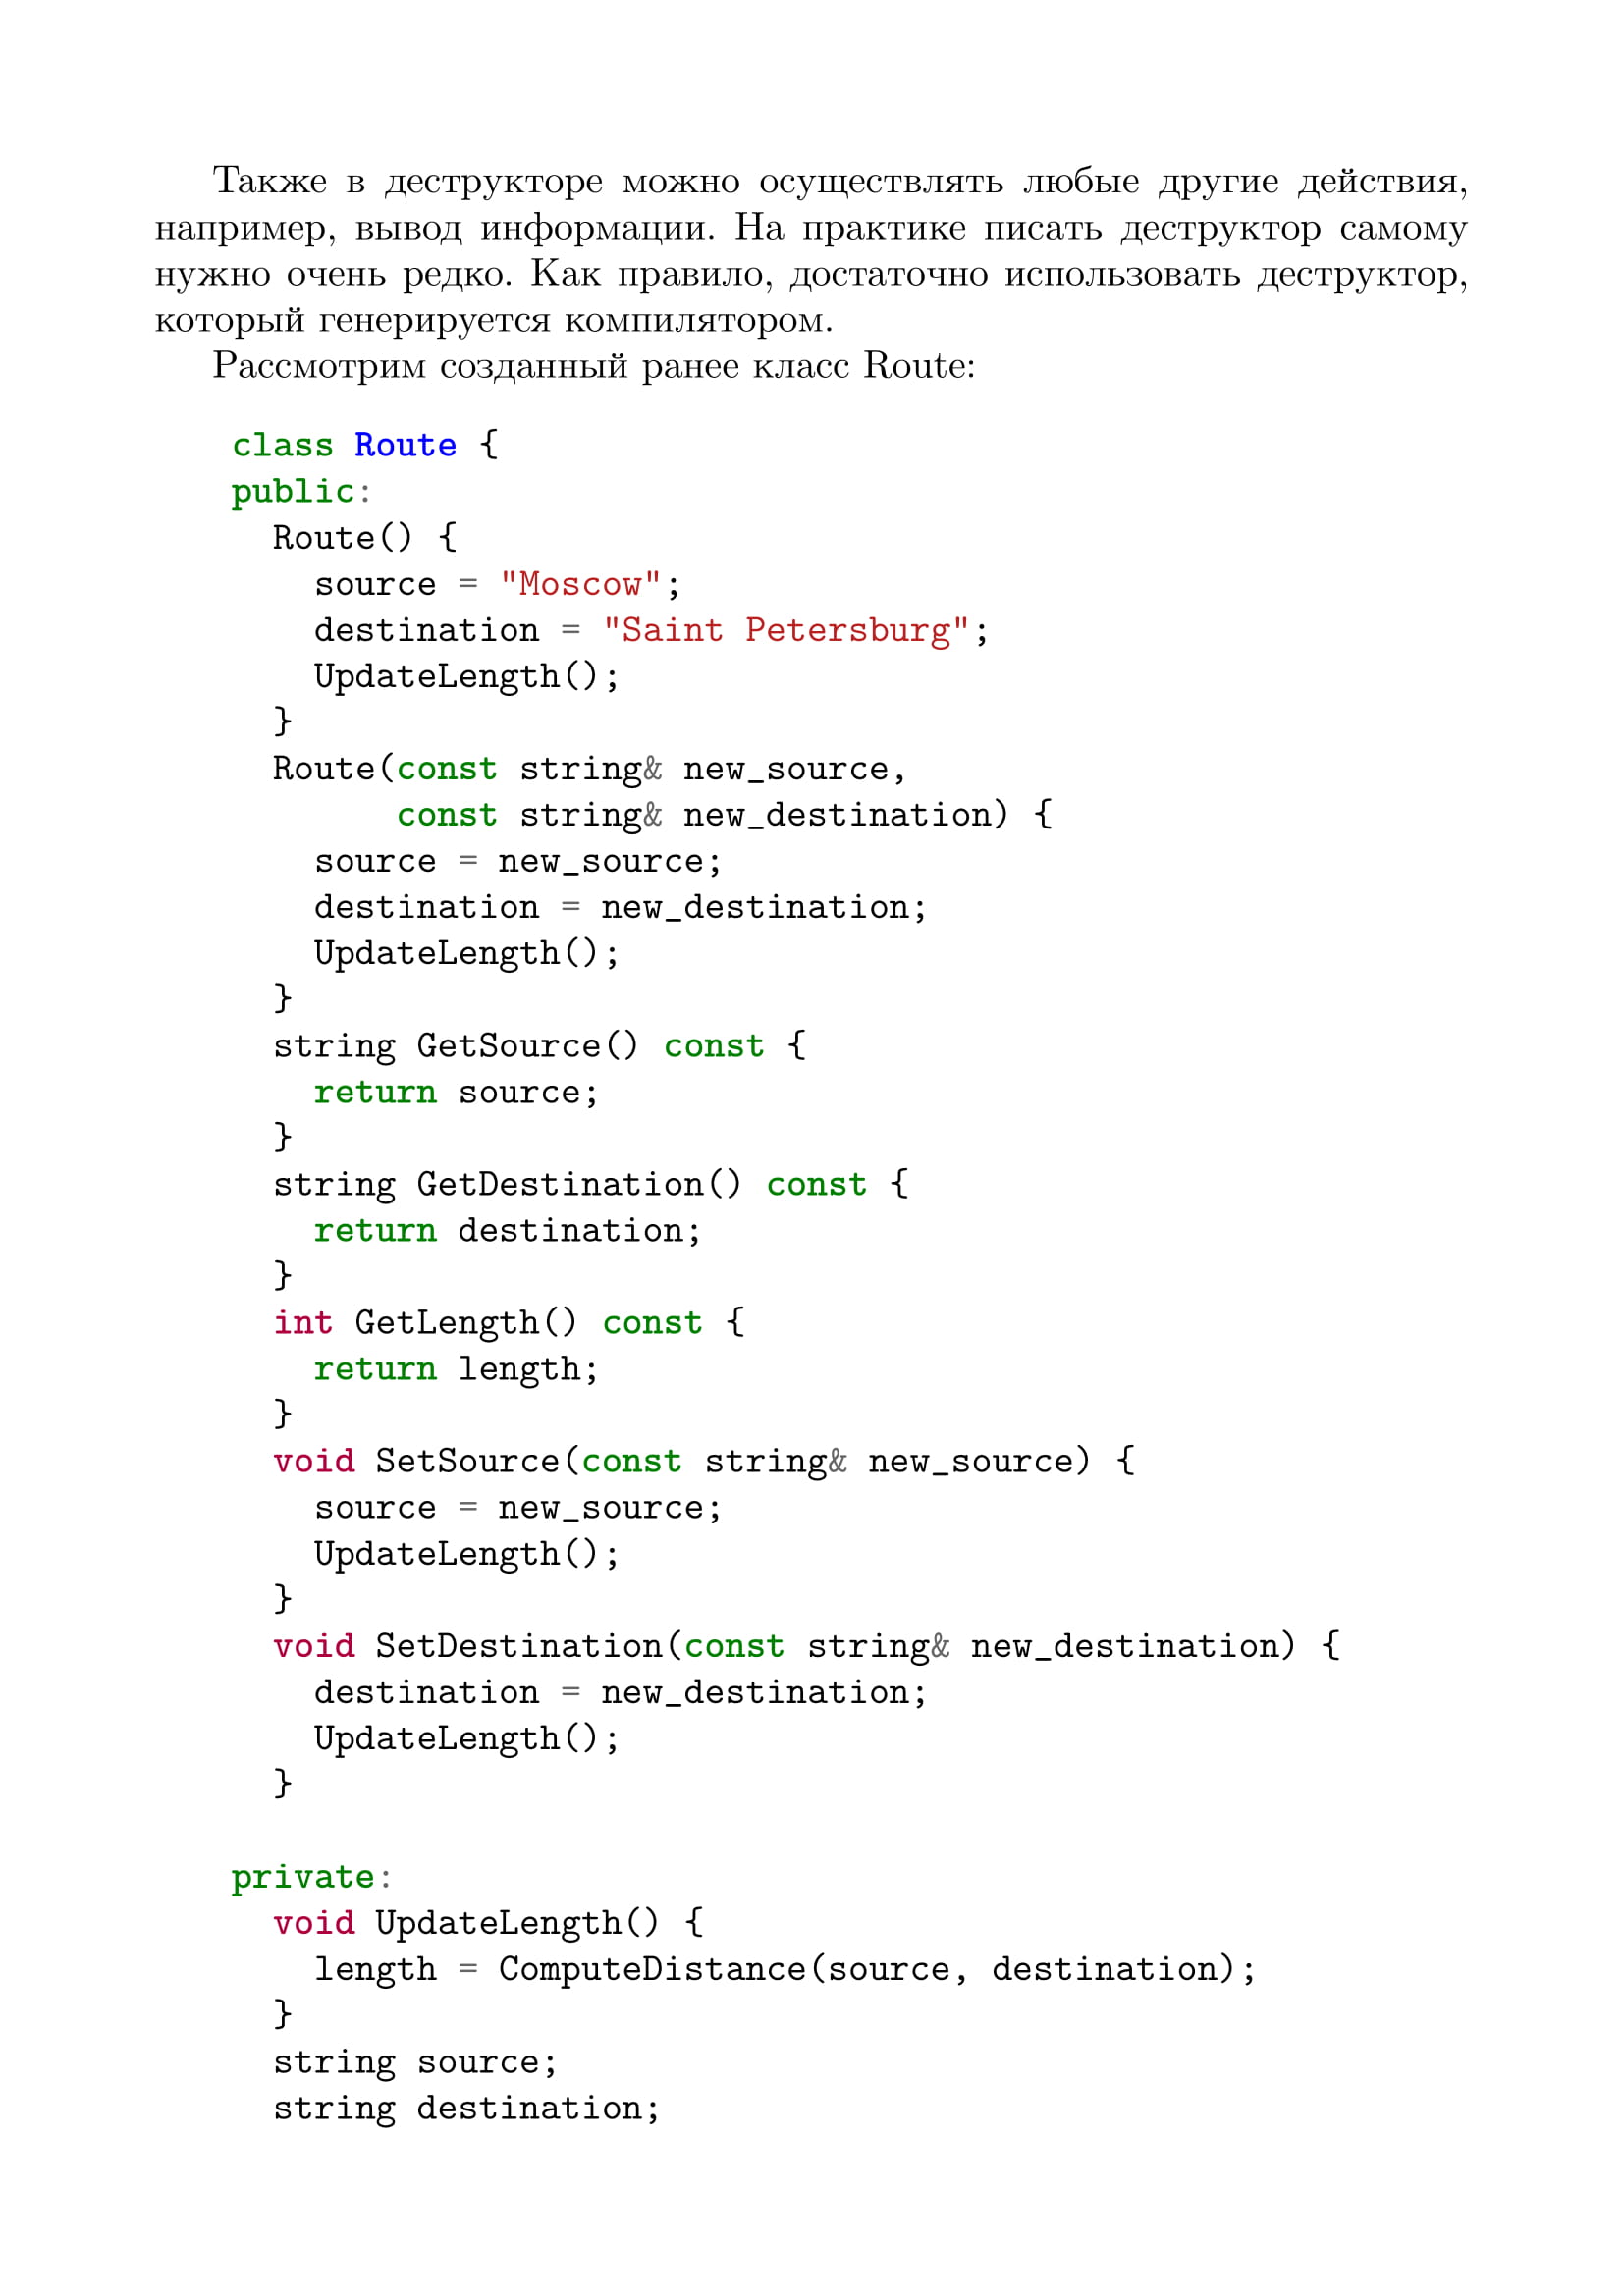 Также в деструкторе можно осуществлять любые другие действия,
например, вывод информации. На практике писать деструктор самому
нужно очень редко. Как правило, достаточно использовать деструктор,
который генерируется компилятором.
Рассмотрим созданный ранее класс Route:
class Route {
public:
  Route() {
    source = "Moscow";
    destination = "Saint Petersburg";
    UpdateLength();
  }
  Route(const string& new_source,
        const string& new_destination) {
    source = new_source;
    destination = new_destination;
    UpdateLength();
  }
  string GetSource() const {
    return source;
  }
  string GetDestination() const {
    return destination;
  }
  int GetLength() const {
    return length;
  }
  void SetSource(const string& new_source) {
    source = new_source;
    UpdateLength();
  }
  void SetDestination(const string& new_destination) {
    destination = new_destination;
    UpdateLength();
  }

private:
  void UpdateLength() {
    length = ComputeDistance(source, destination);
  }
  string source;
  string destination;